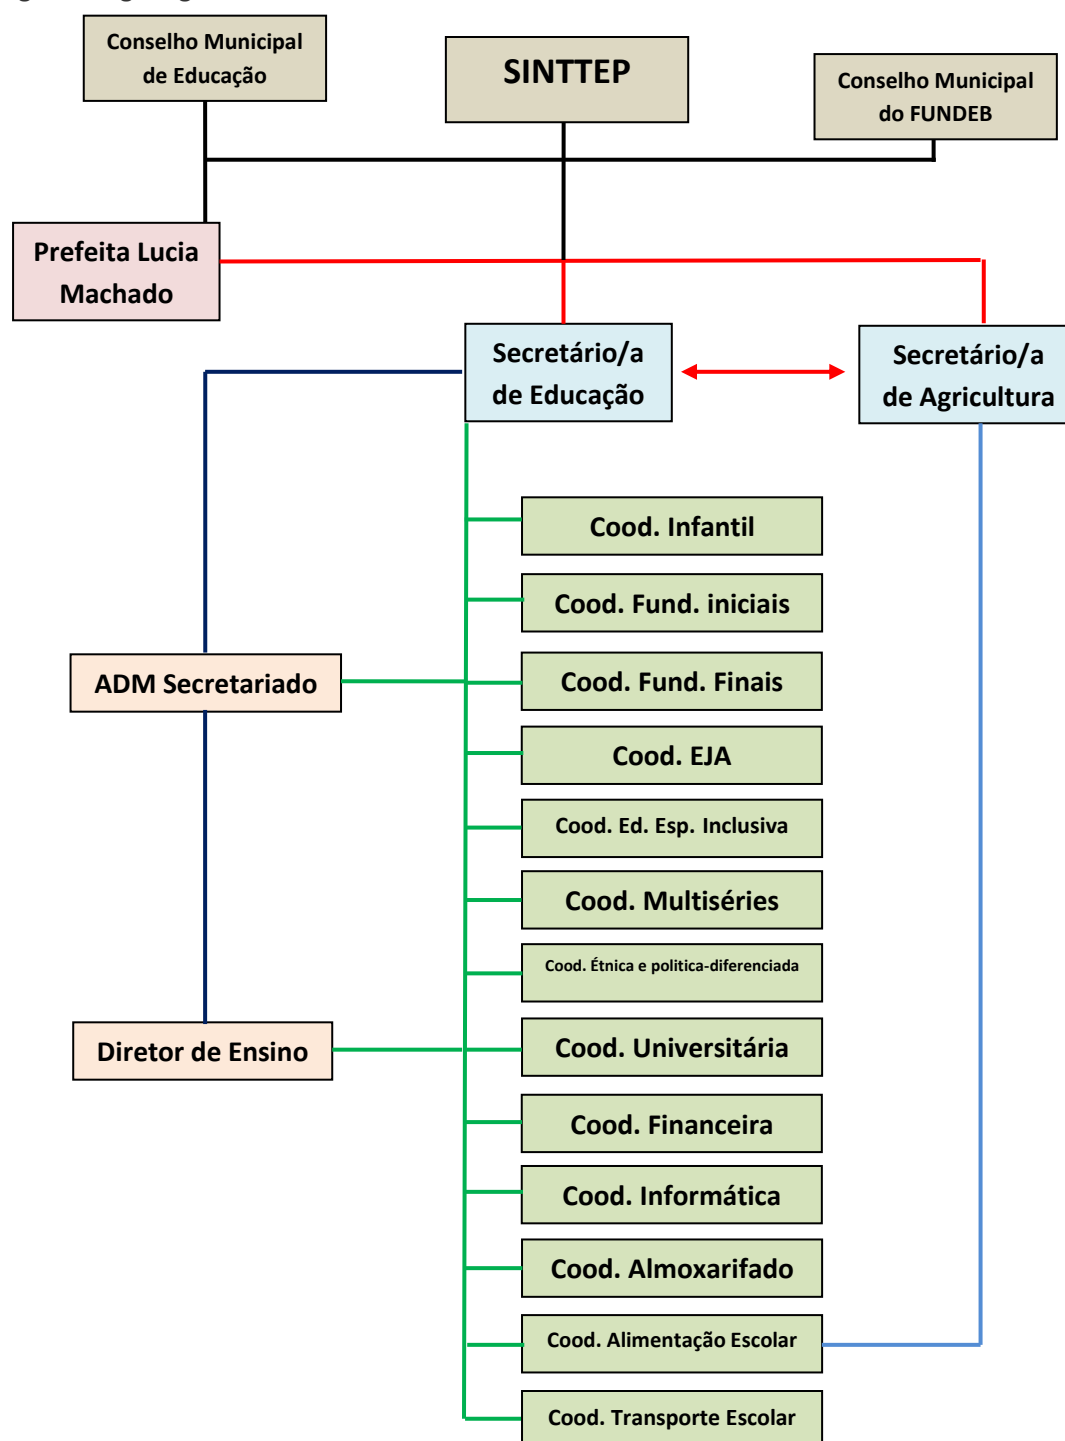 Conselho Municipal
de Educação
SINTTEP
Conselho Municipal
do FUNDEB
Prefeita Lucia
Machado
Secretário/a
de Educação
Secretário/a
de Agricultura
Cood. Infantil
Cood. Fund. iniciais
ADM Secretariado
Cood. Fund. Finais
Cood. EJA
Cood. Ed. Esp. Inclusiva
Cood. Multiséries
Cood. Étnica e politica-diferenciada
Diretor de Ensino
Cood. Universitária
Cood. Financeira
Cood. Informática
Cood. Almoxarifado
Cood. Alimentação Escolar
Cood. Transporte Escolar